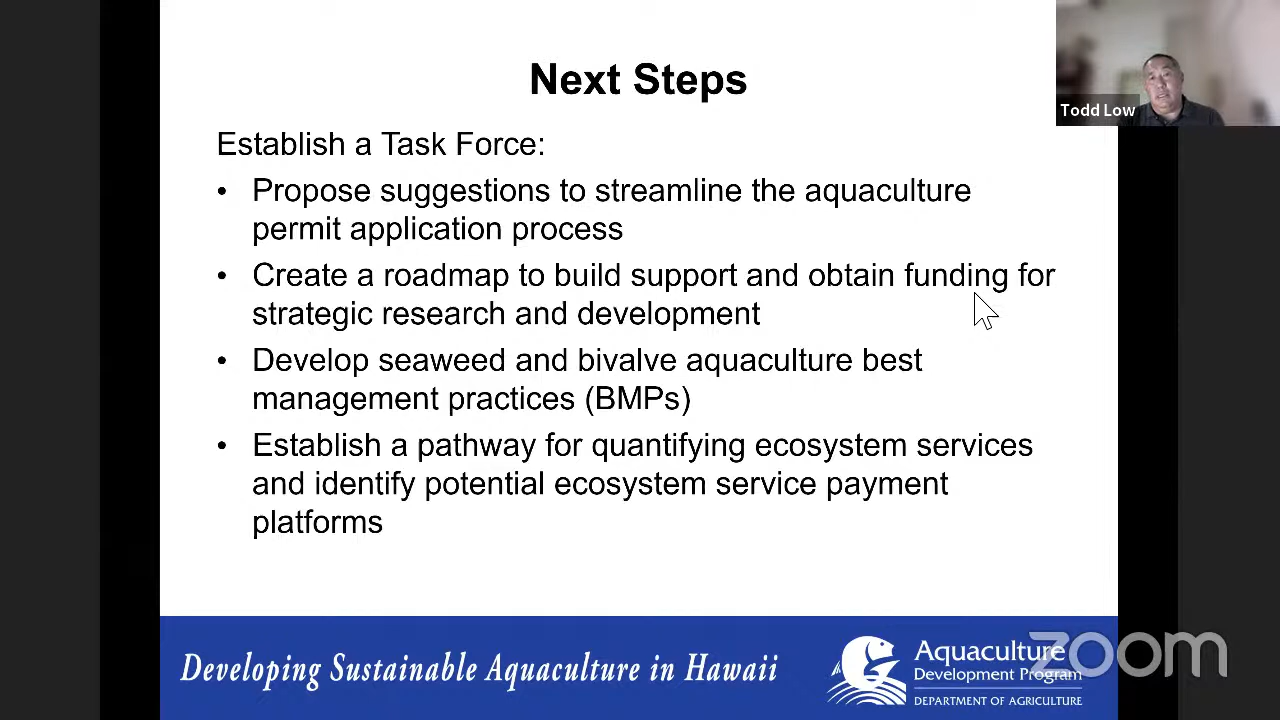 Next Steps
Todd Low
Establish a Task Force:
• Propose suggestions to streamline the aquaculture
permit application process
• Create a roadmap to build support and obtain funding for
strategic research and development
• Develop seaweed and bivalve aquaculture best
management practices (BMPs)
• Establish a pathway for quantifying ecosystem services
and identify potential ecosystem service payment
platforms
Developing Sustainable Aquaculture in Hawaii
Aquaculture
Development Program
DEPARTMENT OF AGRICULTURE
zoom